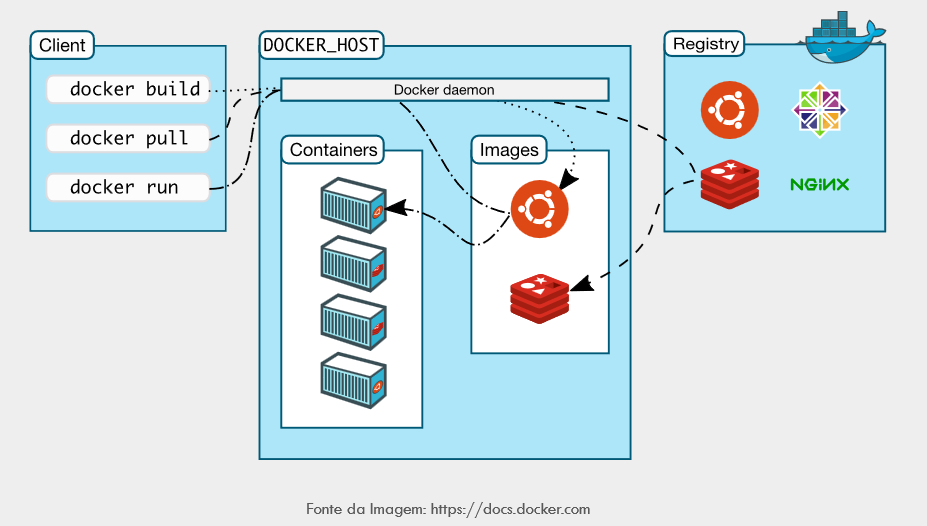 Client
docker build
docker pull
docker run
DOCKER_HOST
Docker daemon
Containers
Images
Registry
NGINX
Fonte da Imagem: https://docs.docker.com